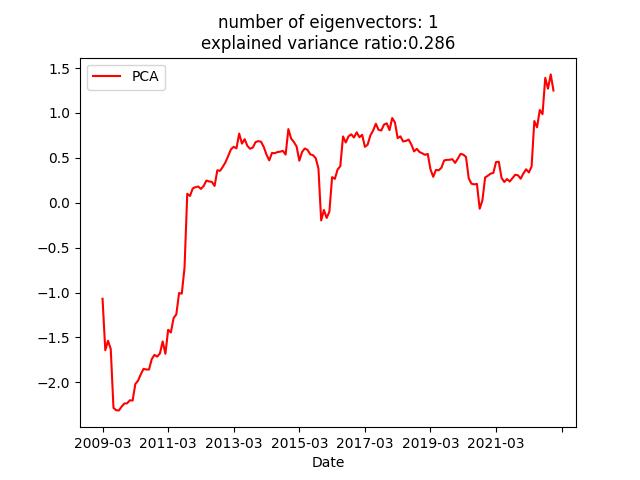 number of eigenvectors: 1
explained variance ratio:0.286
PCA
1.5
1.0
0.5
0.0
−0.5
−1.0
−1.5
−2.0
2009-03 2011-03 2013-03 2015-03 2017-03 2019-03 2021-03
Date